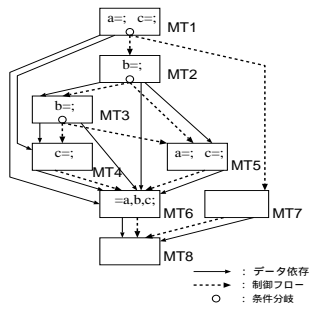 a=; c=;
MT1
b=;
MT2
b=;
MT3
c=;
MT4
a=; c=;
MT5
=a,b,c;
MT6
MT7
MT8
: データ依存
: 制御フロー
: 条件分岐